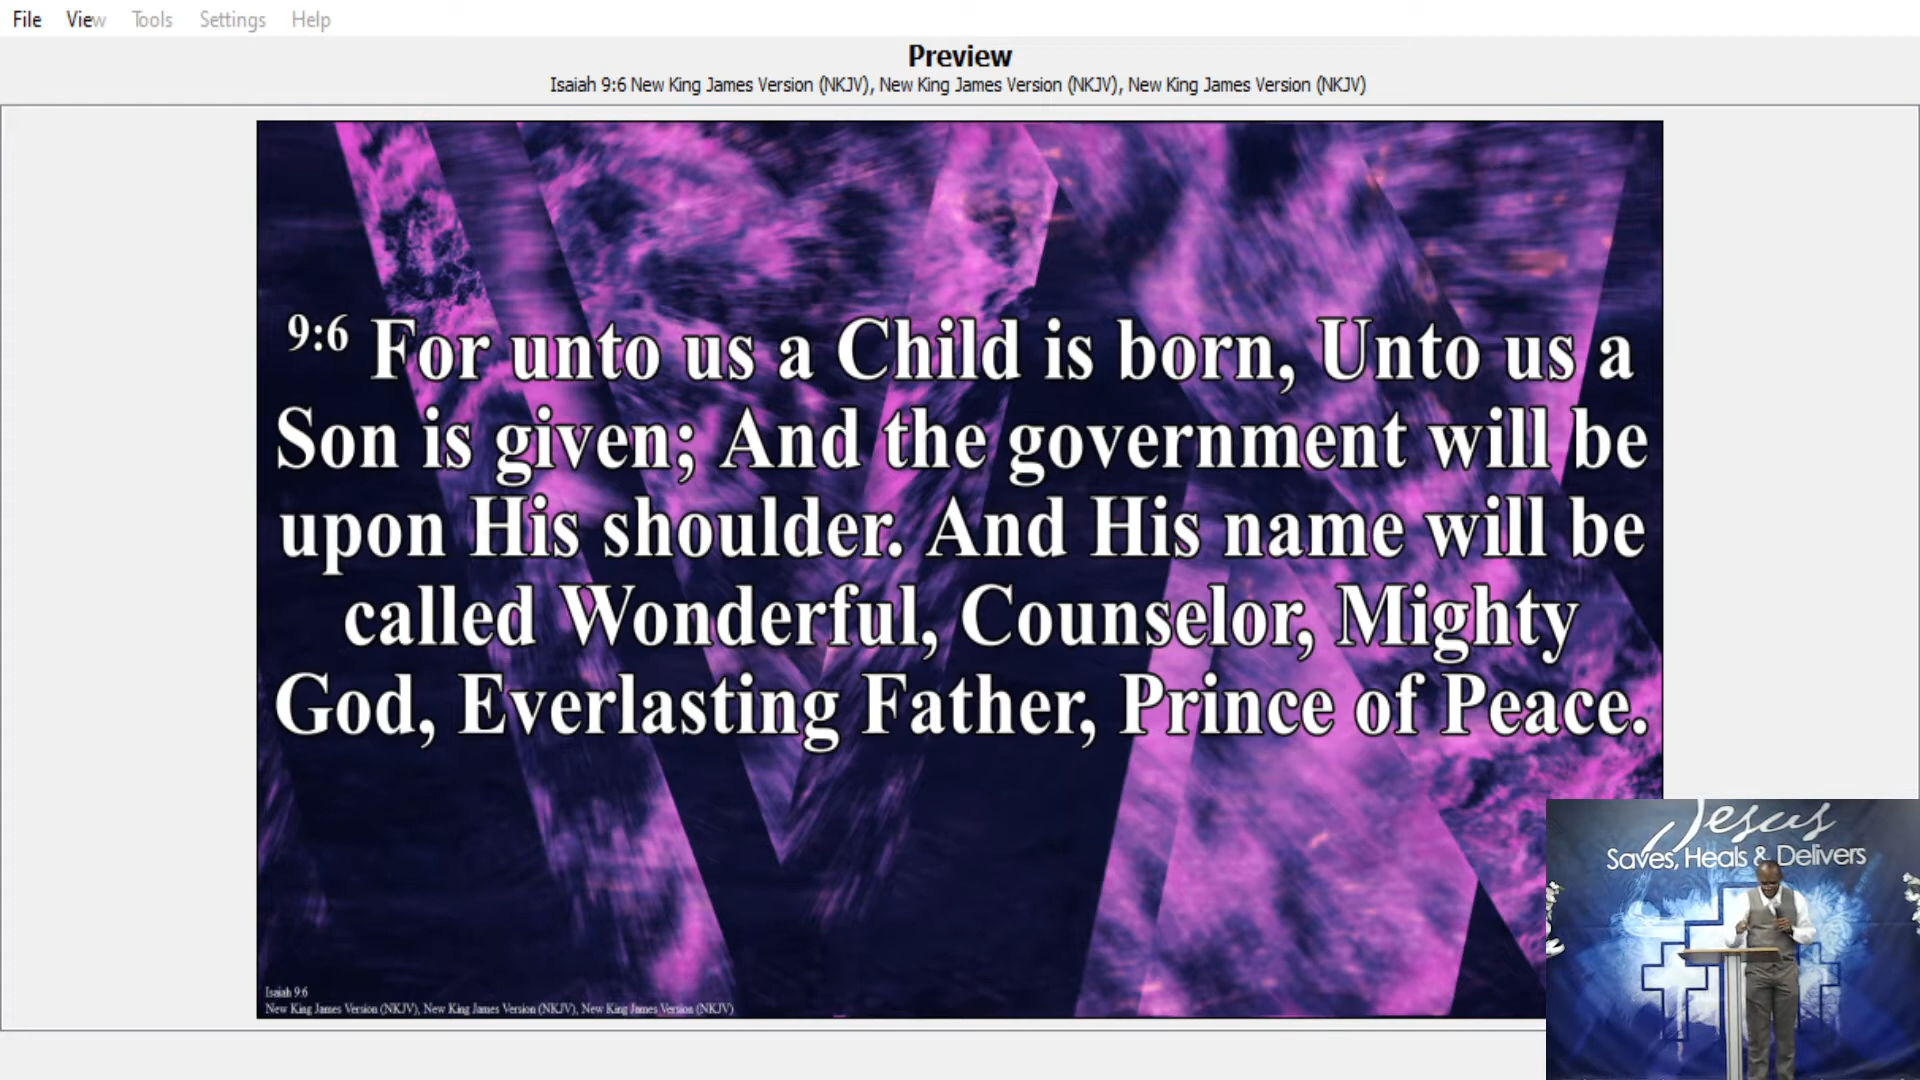 File View Tools Settings Help
Preview
Isaiah 9:6 New King James Version (NKJV), New King James Version (NKJV), New King James Version (NKJV)
9:6 For unto us a Child is born, Unto us a
Son is given; And the government will be
upon His shoulder. And His name will be
called Wonderful, Counselor, Mighty
God, Everlasting Father, Prince of Peace.
Isaiah 9:6
New King James Version (NKJV), New King James Version (NKJV), New King James Version (NKJV)
Jesus
Saves, Heals & Delivers